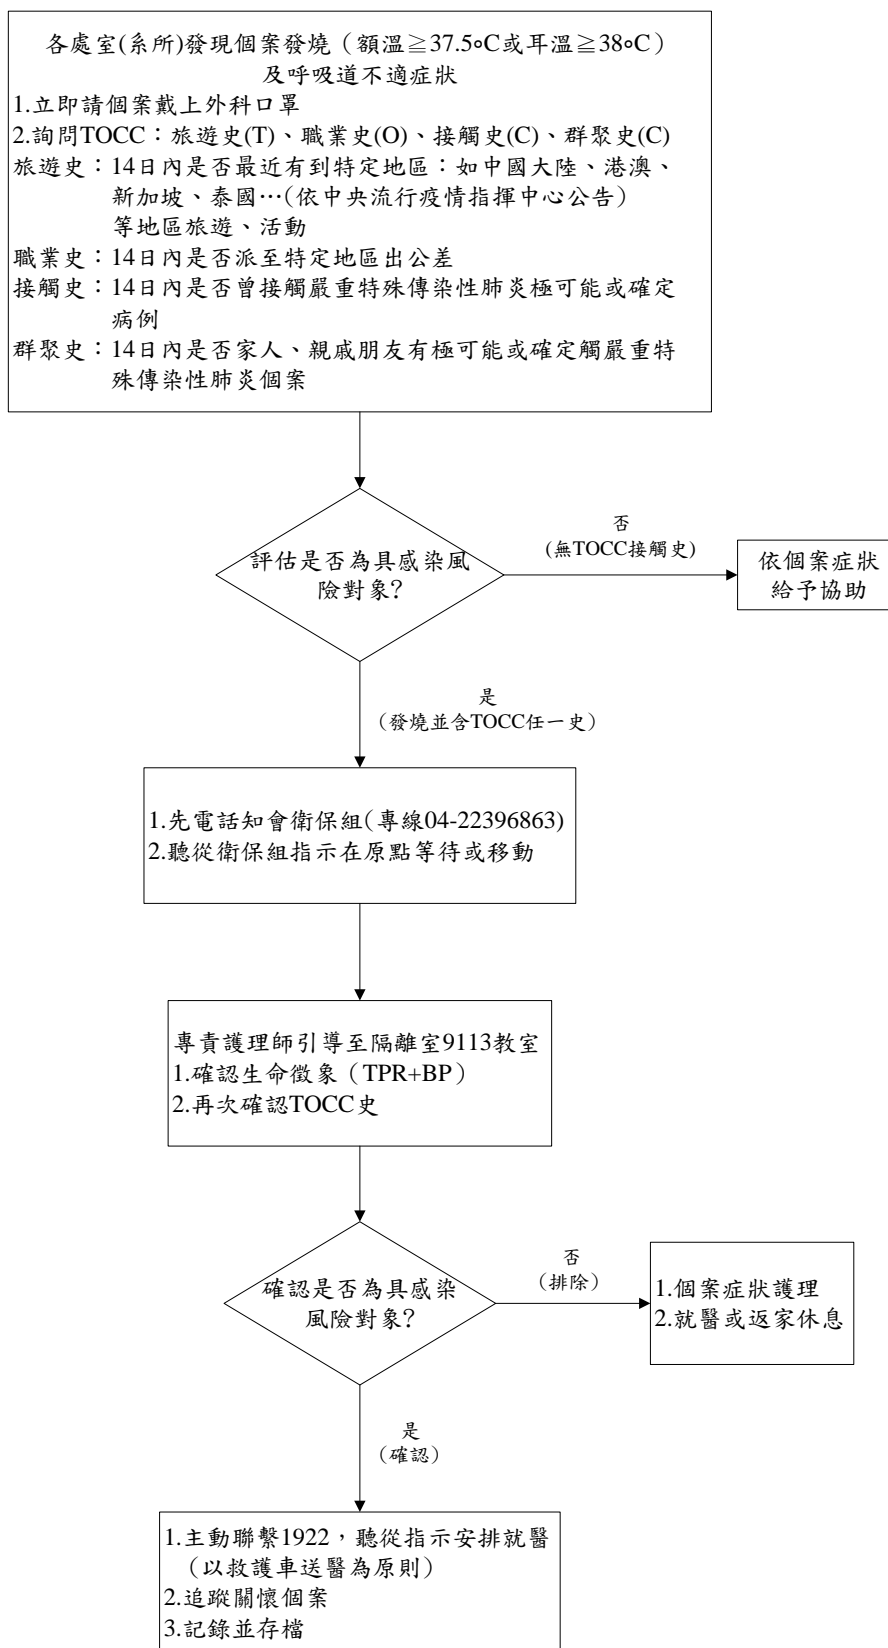 各處室(系所)發現個案發燒（額溫≧37.5∘C或耳溫≧38∘C）
及呼吸道不適症狀
1.立即請個案戴上外科口罩
2.詢問TOCC：旅遊史(T)、職業史(O)、接觸史(C)、群聚史(C)
旅遊史：14日內是否最近有到特定地區：如中國大陸、港澳、
新加坡、泰國…(依中央流行疫情指揮中心公告)
等地區旅遊、活動
職業史：14日內是否派至特定地區出公差
接觸史：14日內是否曾接觸嚴重特殊傳染性肺炎極可能或確定
病例
群聚史：14日內是否家人、親戚朋友有極可能或確定觸嚴重特
殊傳染性肺炎個案
評估是否為具感染風
險對象?
否
(無TOCC接觸史)
依個案症狀
給予協助
是
（發燒並含TOCC任一史）
1.先電話知會衛保組(專線04-22396863)
2.聽從衛保組指示在原點等待或移動
專責護理師引導至隔離室9113教室
1.確認生命徵象（TPR+BP）
2.再次確認TOCC史
確認是否為具感染
風險對象?
否
（排除）
1.個案症狀護理
2.就醫或返家休息
是
（確認）
1.主動聯繫1922，聽從指示安排就醫
（以救護車送醫為原則）
2.追蹤關懷個案
3.記錄並存檔